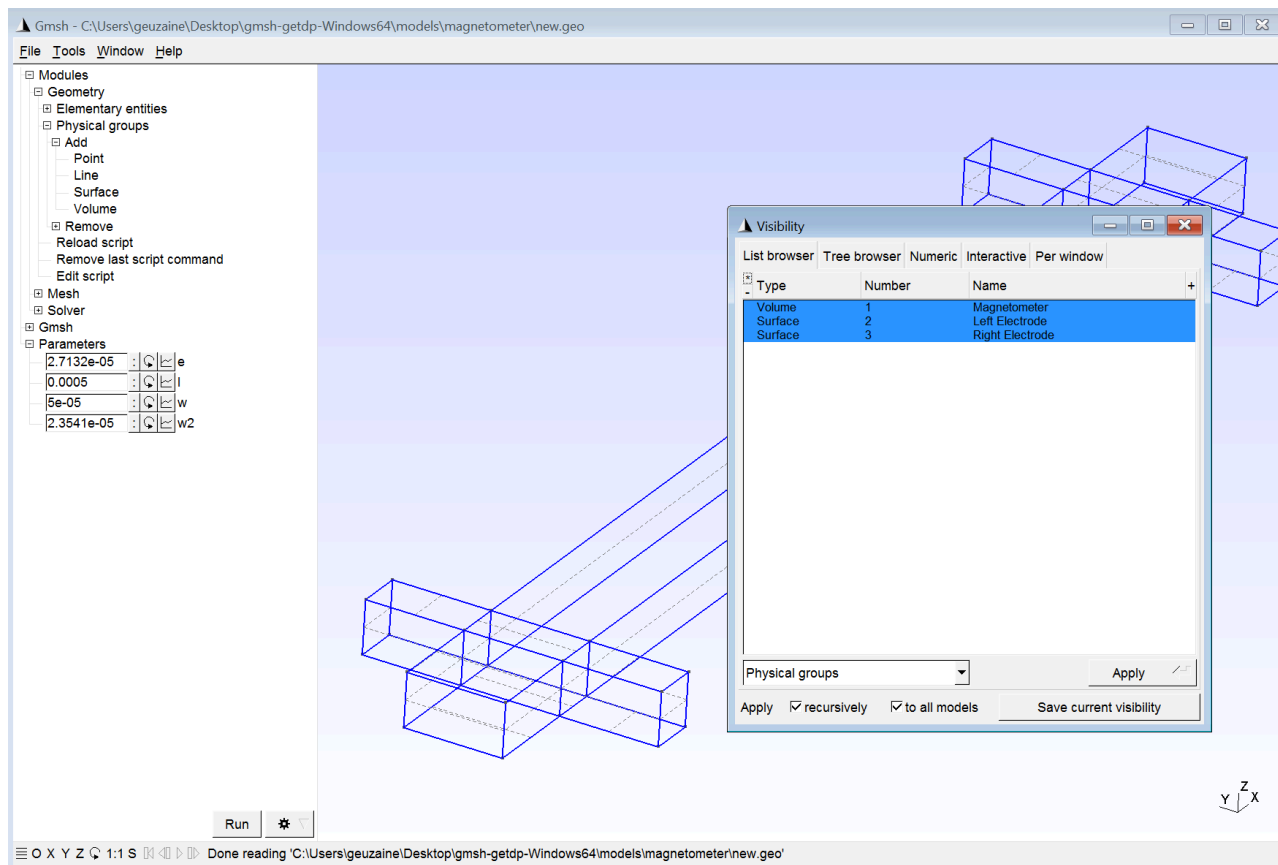 Gmsh - C:\Users\geuzaine\Desktop\gmsh-getdp-Windows64\models\magnetometer\new.geo
File Tools Window Help
Modules
Geometry
Elementary entities
Physical groups
Add
Point
Line
Surface
Volume
Remove
Reload script
Remove last script command
Edit script
Mesh
Solver
Gmsh
Parameters
2.7132e-05 : e
0.0005 : l
5e-05 : w
2.3541e-05 : w2
Visibility
List browser Tree browser Numeric Interactive Per window
* - Type Number Name +
Volume 1 Magnetometer
Surface 2 Left Electrode
Surface 3 Right Electrode
Physical groups Apply
Apply recursively to all models Save current visibility
Z
Y X
Run
O X Y Z 1:1 S Done reading 'C:\Users\geuzaine\Desktop\gmsh-getdp-Windows64\models\magnetometer\new.geo'